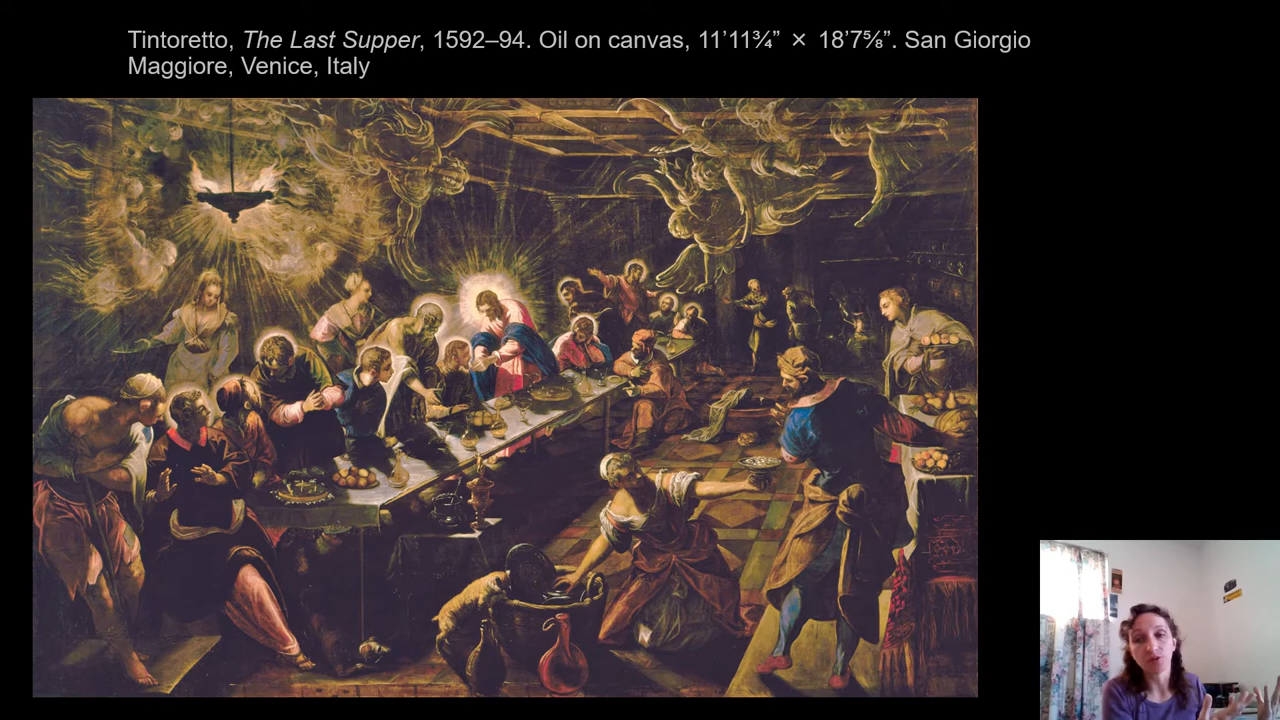 Tintoretto, The Last Supper, 1592–94. Oil on canvas, 11’11¾” × 18’7⅝”. San Giorgio
Maggiore, Venice, Italy